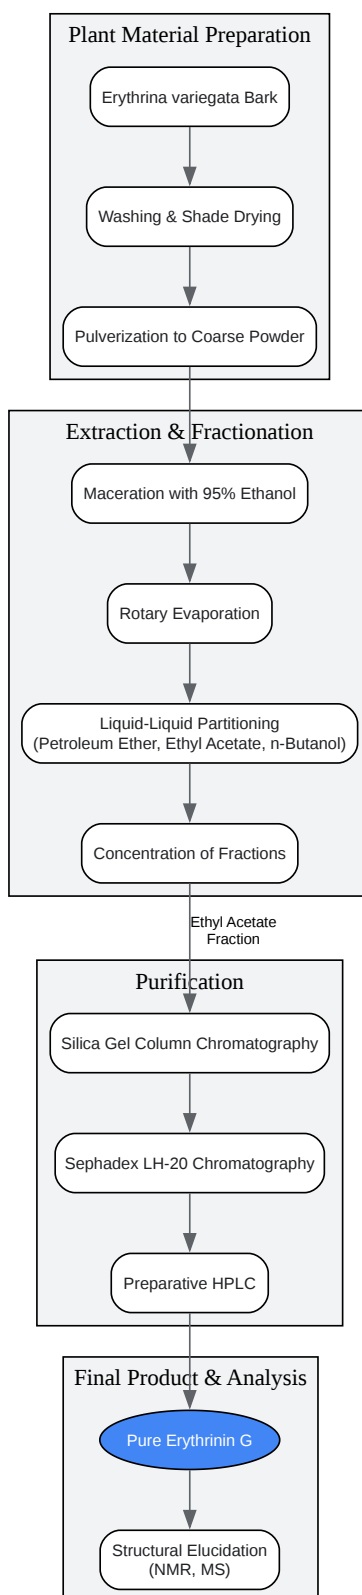 Plant Material Preparation
Erythrina variegata Bark
Washing & Shade Drying
Pulverization to Coarse Powder
Extraction & Fractionation
Maceration with 95% Ethanol
Rotary Evaporation
Liquid-Liquid Partitioning
(Petroleum Ether, Ethyl Acetate, n-Butanol)
Concentration of Fractions
Ethyl Acetate
Fraction
Purification
Silica Gel Column Chromatography
Sephadex LH-20 Chromatography
Preparative HPLC
Final Product & Analysis
Pure Erythrinin G
Structural Elucidation
(NMR, MS)